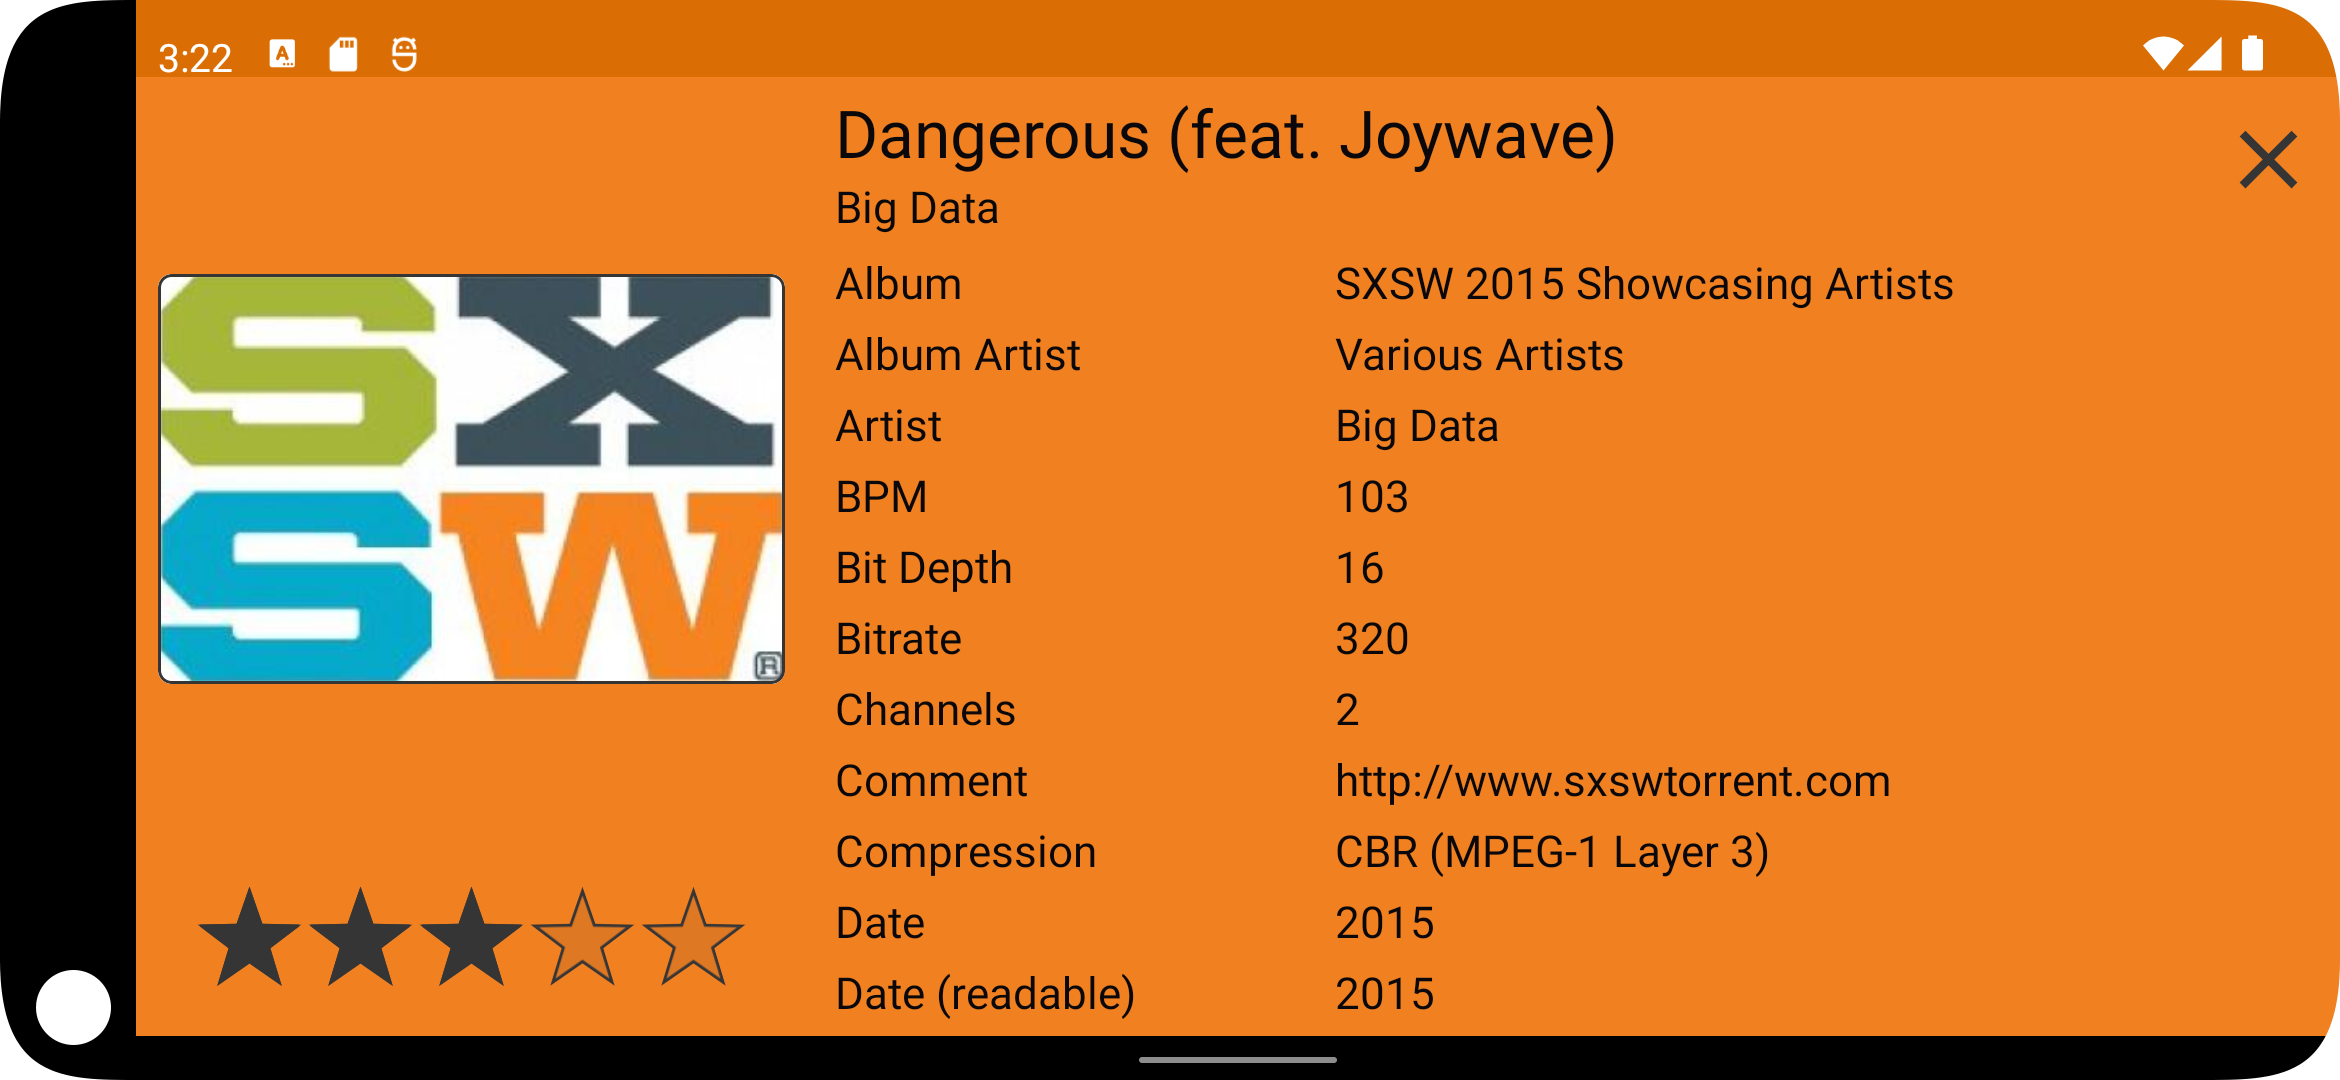 3:22
Dangerous (feat. Joywave)
Big Data
SX
SW
®
Album SXSW 2015 Showcasing Artists
Album Artist Various Artists
Artist Big Data
BPM 103
Bit Depth 16
Bitrate 320
Channels 2
Comment http://www.sxswtorrent.com
Compression CBR (MPEG-1 Layer 3)
Date 2015
Date (readable) 2015